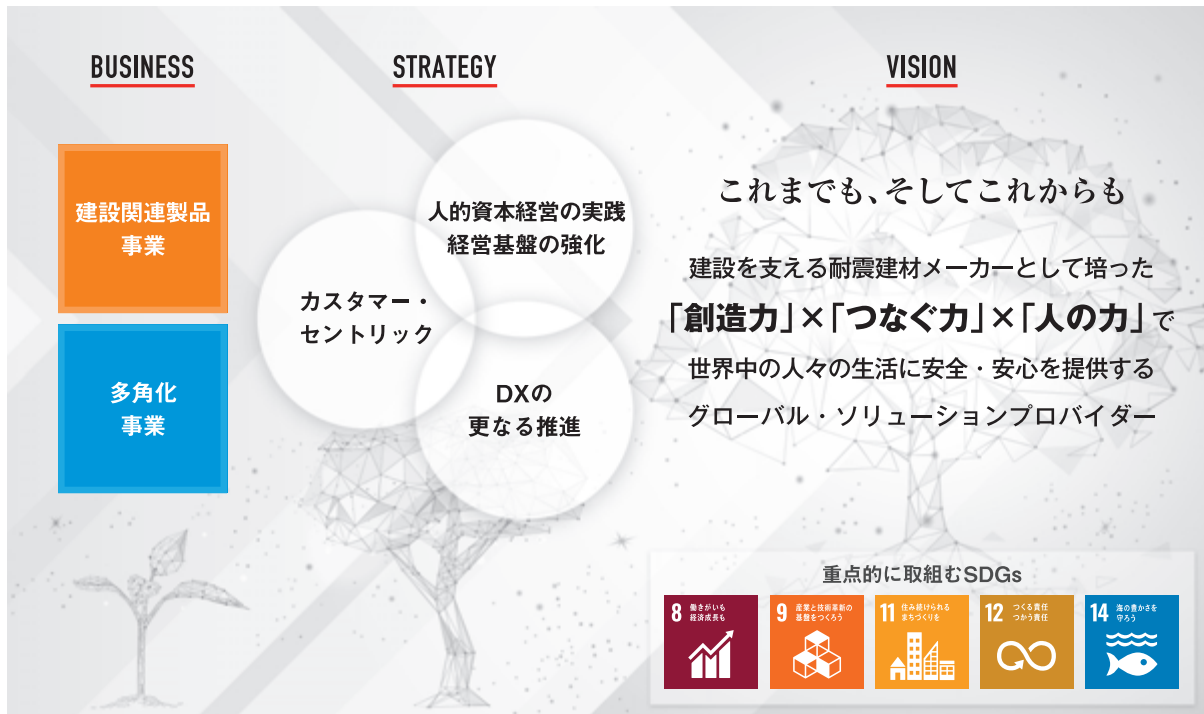 BUSINESS
建設関連製品
事業
多角化
事業
STRATEGY
人的資本経営の実践
経営基盤の強化
カスタマー・
セントリック
DXの
更なる推進
VISION
これまでも、そしてこれからも
建設を支える耐震建材メーカーとして培った
「創造力」×「つなぐ力」×「人の力」で
世界中の人々の生活に安全・安心を提供する
グローバル・ソリューションプロバイダー
重点的に取組むSDGs
8 働きがいも
経済成長も
9 産業と技術革新の
基盤をつくろう
11 住み続けられる
まちづくりを
12 つくる責任
つかう責任
14 海の豊かさを
守ろう